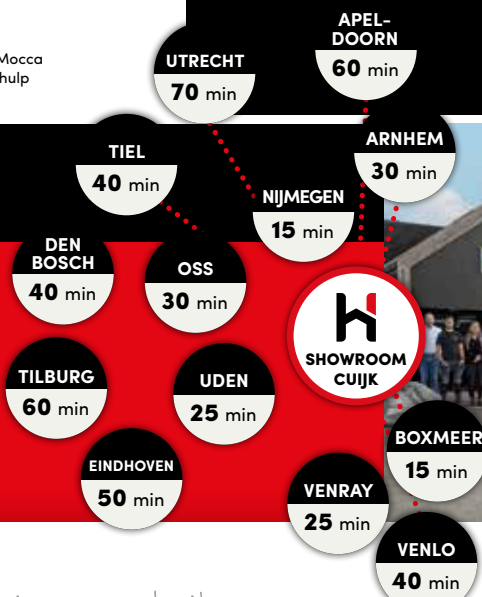 Mocca
hulp
APEL-
DOORN
60 min
UTRECHT
70 min
ARNHEM
30 min
TIEL
40 min
NIJMEGEN
15 min
DEN
BOSCH
40 min
OSS
30 min
SHOWROOM
CUIJK
TILBURG
60 min
UDEN
25 min
BOXMEER
15 min
EINDHOVEN
50 min
VENRAY
25 min
VENLO
40 min